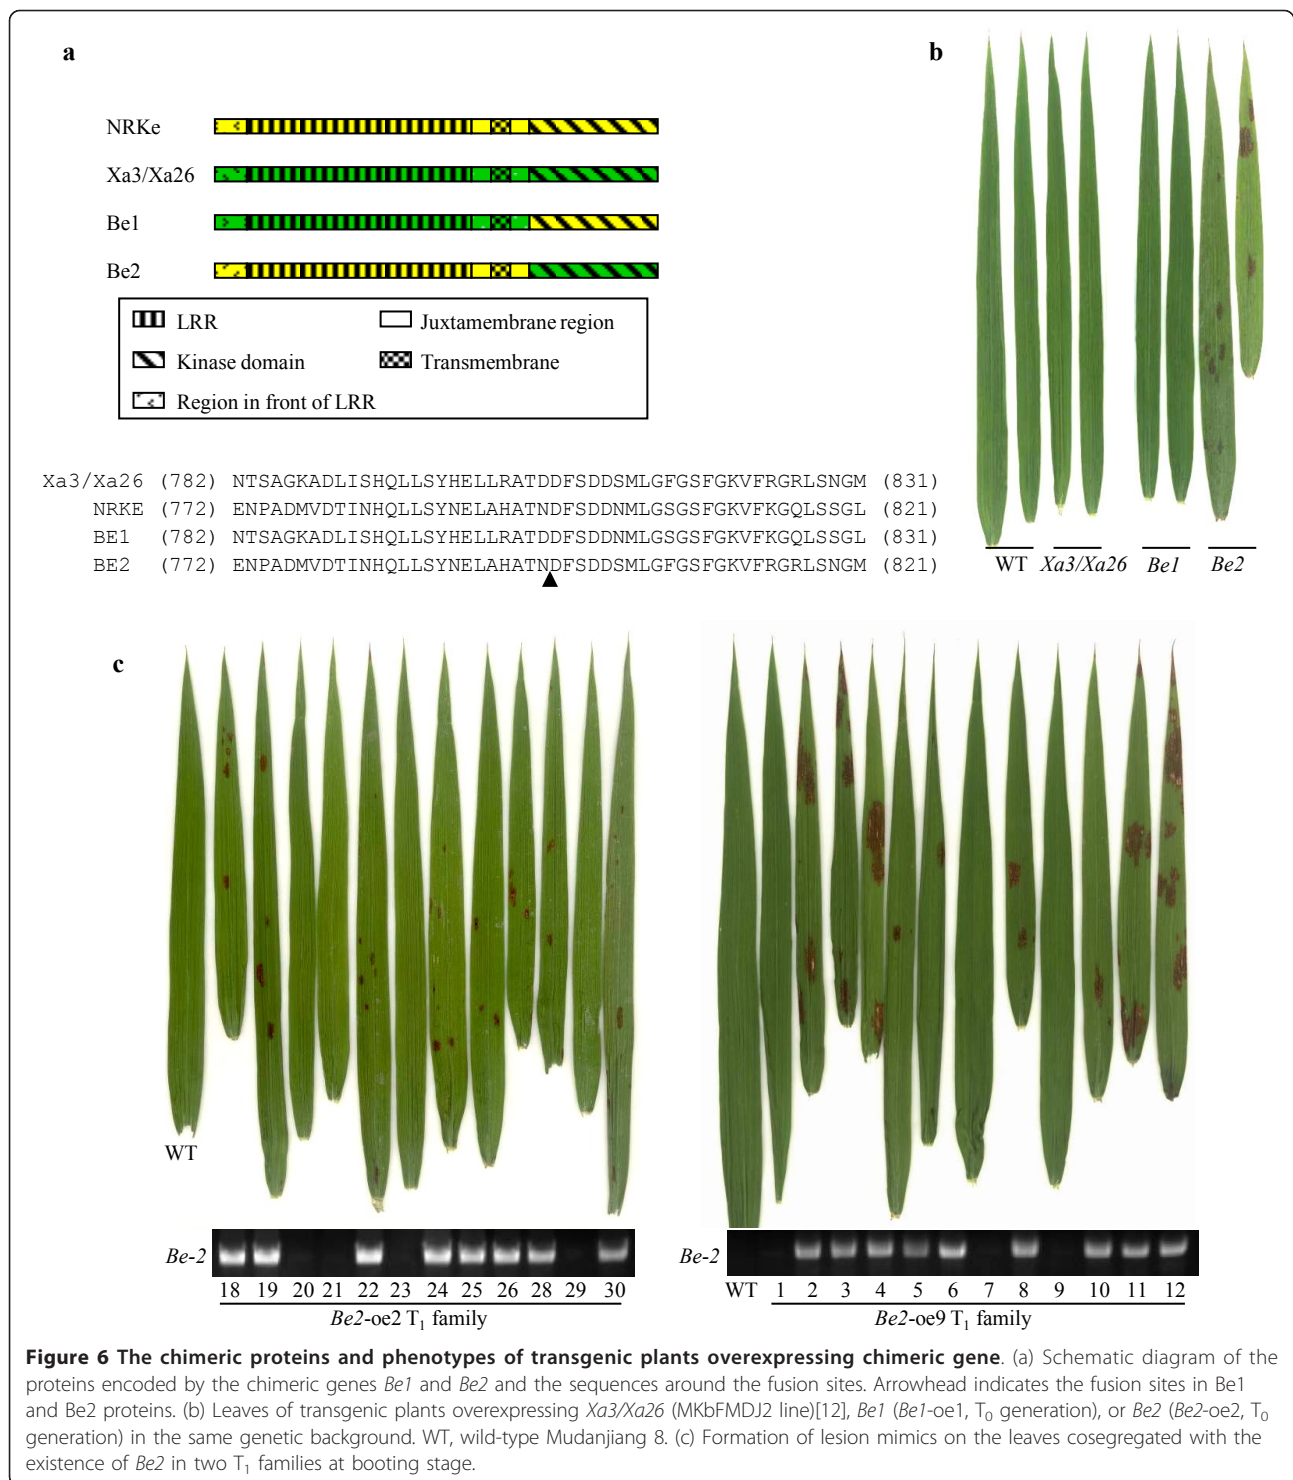 a
b
NRKe
Xa3/Xa26
Be1
Be2
LRR
Juxtamembrane region
Kinase domain
Transmembrane
Region in front of LRR
Xa3/Xa26 (782) NTSAGKADLISHQLLSYHELLRATDDFSDDSMLGFGSFGKVFRGRLSNGM (831)
NRKE (772) ENPADMVDTINHQLLSYNELAHATNDFSDDNMLGSGSFGKVFKGQLSSGL (821)
BE1 (782) NTSAGKADLISHQLLSYHELLRATDDFSDDNMLGSGSFGKVFKGQLSSGL (831)
BE2 (772) ENPADMVDTINHQLLSYNELAHATNDFSDDSMLGFGSFGKVFRGRLSNGM (821)
WT Xa3/Xa26 Be1 Be2
c
WT
Be-2
18 19 20 21 22 23 24 25 26 28 29 30
Be2-oe2 T1 family
Be-2
WT 1 2 3 4 5 6 7 8 9 10 11 12
Be2-oe9 T1 family
Figure 6 The chimeric proteins and phenotypes of transgenic plants overexpressing chimeric gene. (a) Schematic diagram of the
proteins encoded by the chimeric genes Be1 and Be2 and the sequences around the fusion sites. Arrowhead indicates the fusion sites in Be1
and Be2 proteins. (b) Leaves of transgenic plants overexpressing Xa3/Xa26 (MKbFMDJ2 line)[12], Be1 (Be1-oe1, T0 generation), or Be2 (Be2-oe2, T0
generation) in the same genetic background. WT, wild-type Mudanjiang 8. (c) Formation of lesion mimics on the leaves cosegregated with the
existence of Be2 in two T1 families at booting stage.